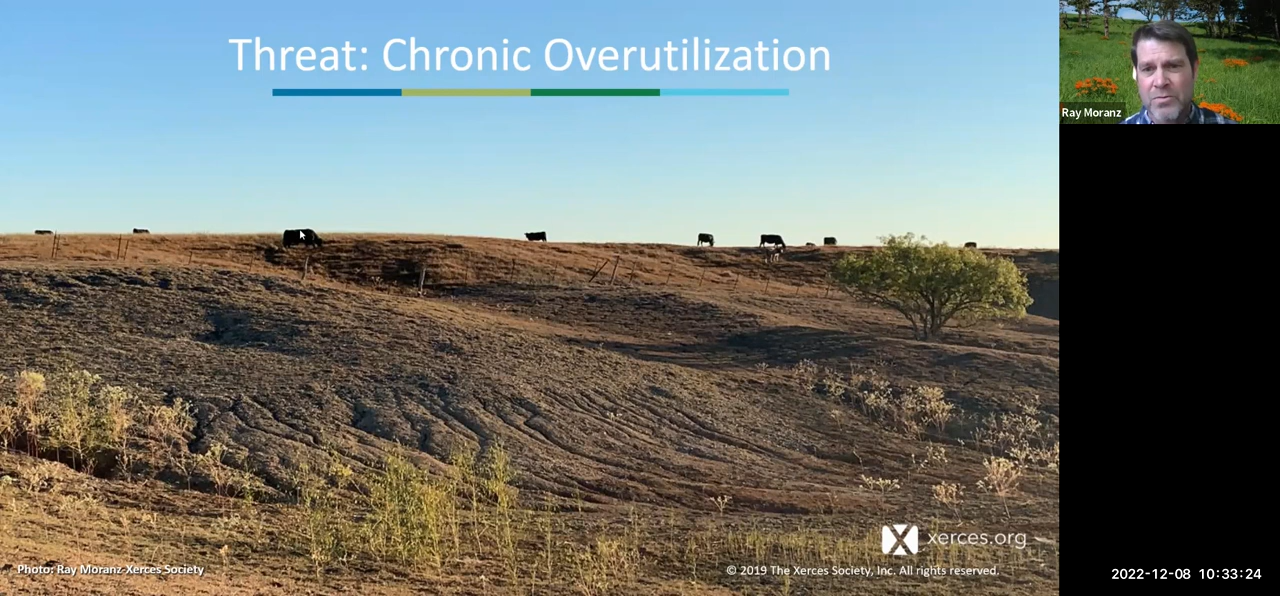 Threat: Chronic Overutilization
Ray Moranz
xerces.org
Photo: Ray Moranz-Xerces Society
© 2019 The Xerces Society, Inc. All rights reserved.
2022-12-08 10:33:24